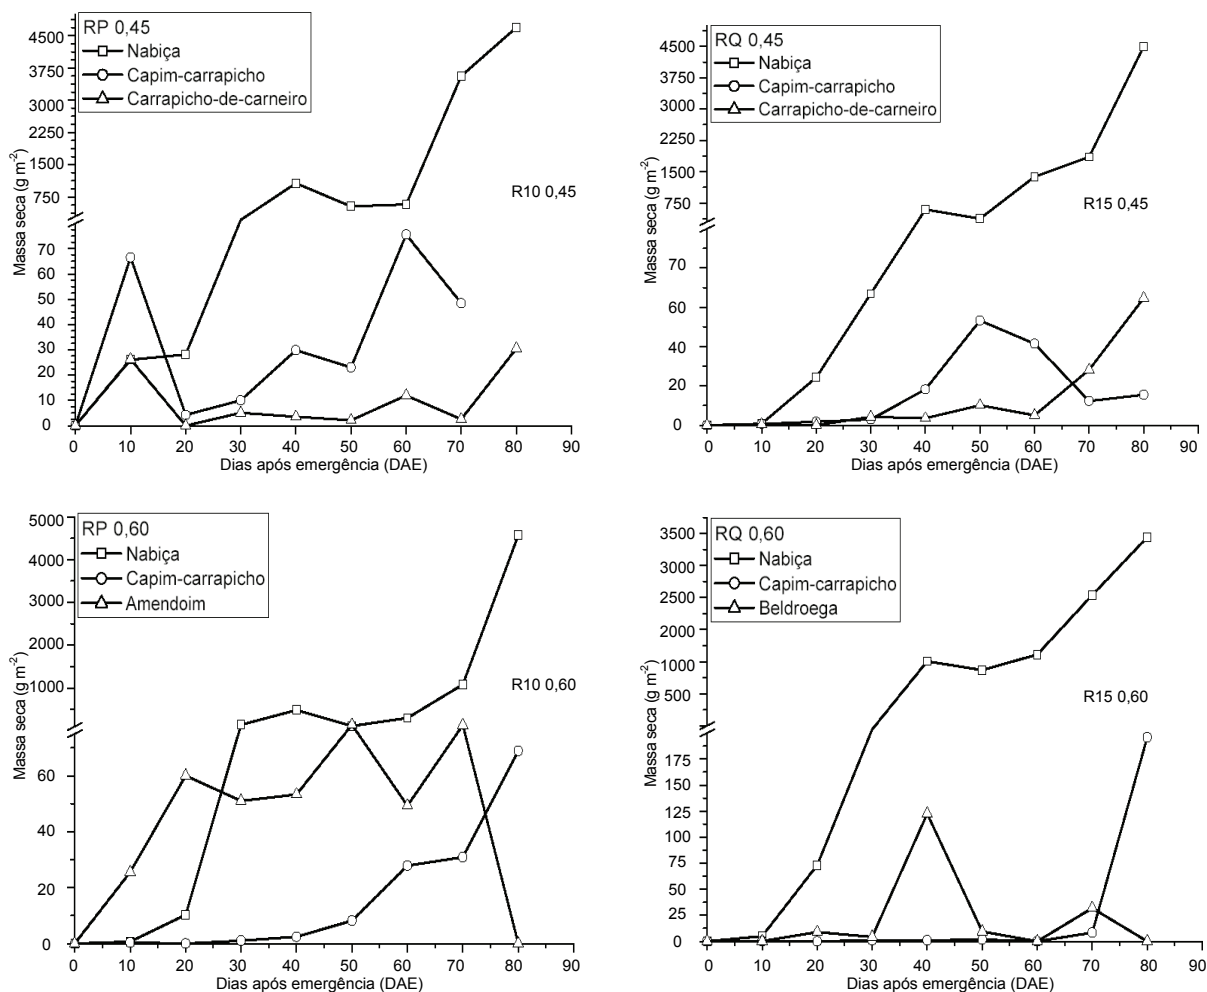 RP 0,45
Nabiça
Capim-carrapicho
Carrapicho-de-carneiro
R10 0,45
Massa seca (g m-2)
4500
3750
3000
2250
1500
750
70
60
50
40
30
20
10
0
0 10 20 30 40 50 60 70 80 90
Dias após emergência (DAE)
RQ 0,45
Nabiça
Capim-carrapicho
Carrapicho-de-carneiro
R15 0,45
Massa seca (g m-2)
4500
3750
3000
2250
1500
750
70
60
40
20
0
0 10 20 30 40 50 60 70 80 90
Dias após emergência (DAE)
RP 0,60
Nabiça
Capim-carrapicho
Amendoim
R10 0,60
Massa seca (g m-2)
5000
4000
3000
2000
1000
60
40
20
0
0 10 20 30 40 50 60 70 80 90
Dias após emergência (DAE)
RQ 0,60
Nabiça
Capim-carrapicho
Beldroega
R15 0,60
Massa seca (g m-2)
3500
3000
2500
2000
1000
500
175
125
100
75
50
25
0
0 10 20 30 40 50 60 70 80 90
Dias após emergência (DAE)